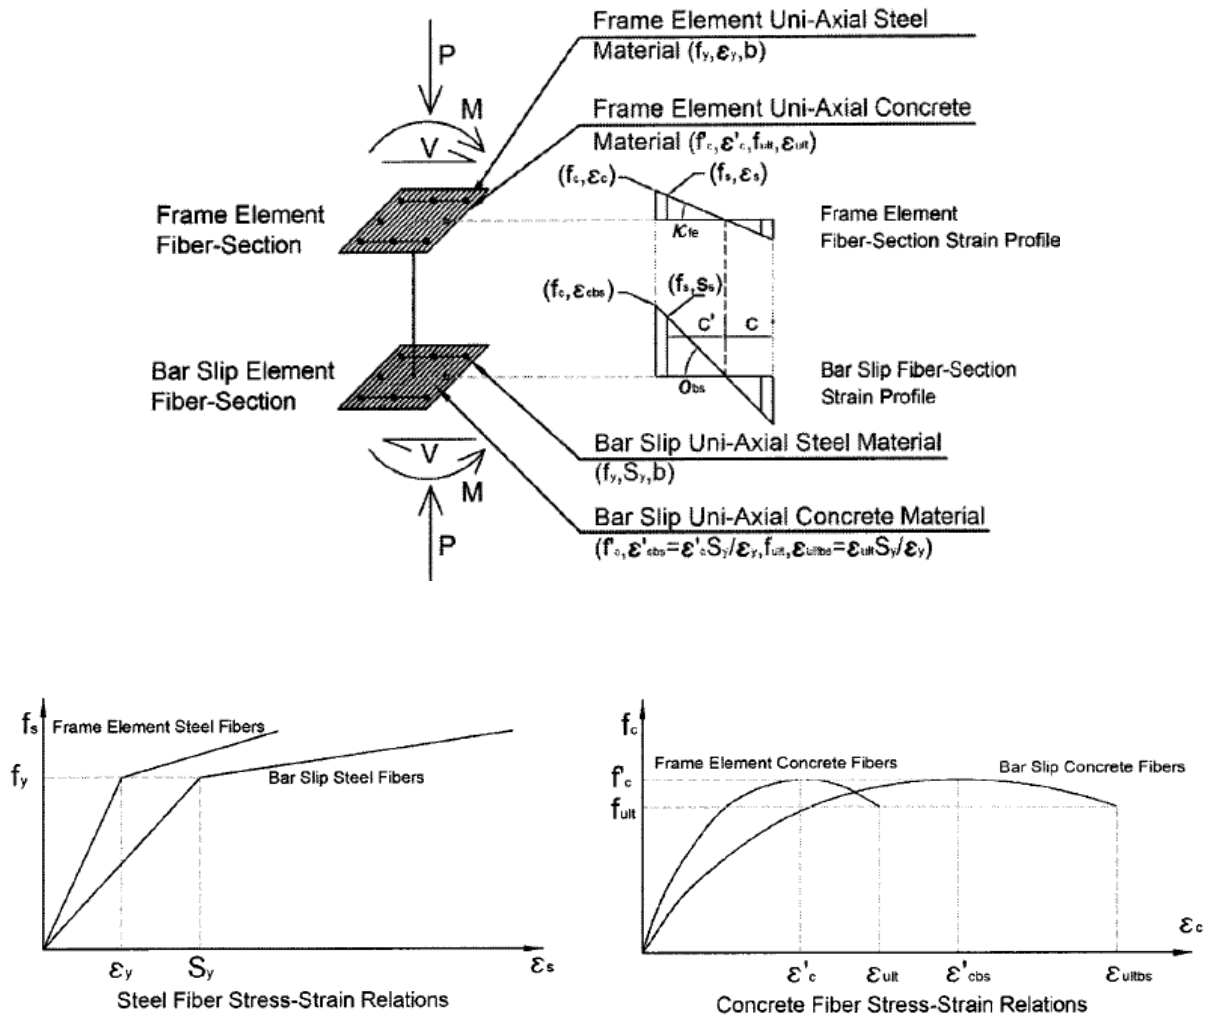 Frame Element Uni-Axial Steel
Material (fy,εy,b)
P
M
Frame Element Uni-Axial Concrete
Material (f'c,ε'c,fult,εult)
V
(fc,εc)
(fs,εs)
Frame Element
Fiber-Section
κfe
Frame Element
Fiber-Section Strain Profile
(fc,εcbs)
(fs,Ss)
C'
C
Bar Slip Element
Fiber-Section
Θbs
Bar Slip Fiber-Section
Strain Profile
Bar Slip Uni-Axial Steel Material
(fy,Sy,b)
V
M
Bar Slip Uni-Axial Concrete Material
P
(f'c,ε'cbs=ε'cSy/εy,fult,εultbs=εultSy/εy)
fs
Frame Element Steel Fibers
fy
Bar Slip Steel Fibers
εy
Sy
εs
Steel Fiber Stress-Strain Relations
fc
Frame Element Concrete Fibers
Bar Slip Concrete Fibers
f'c
fult
εc
ε'c
εult
ε'cbs
εultbs
Concrete Fiber Stress-Strain Relations